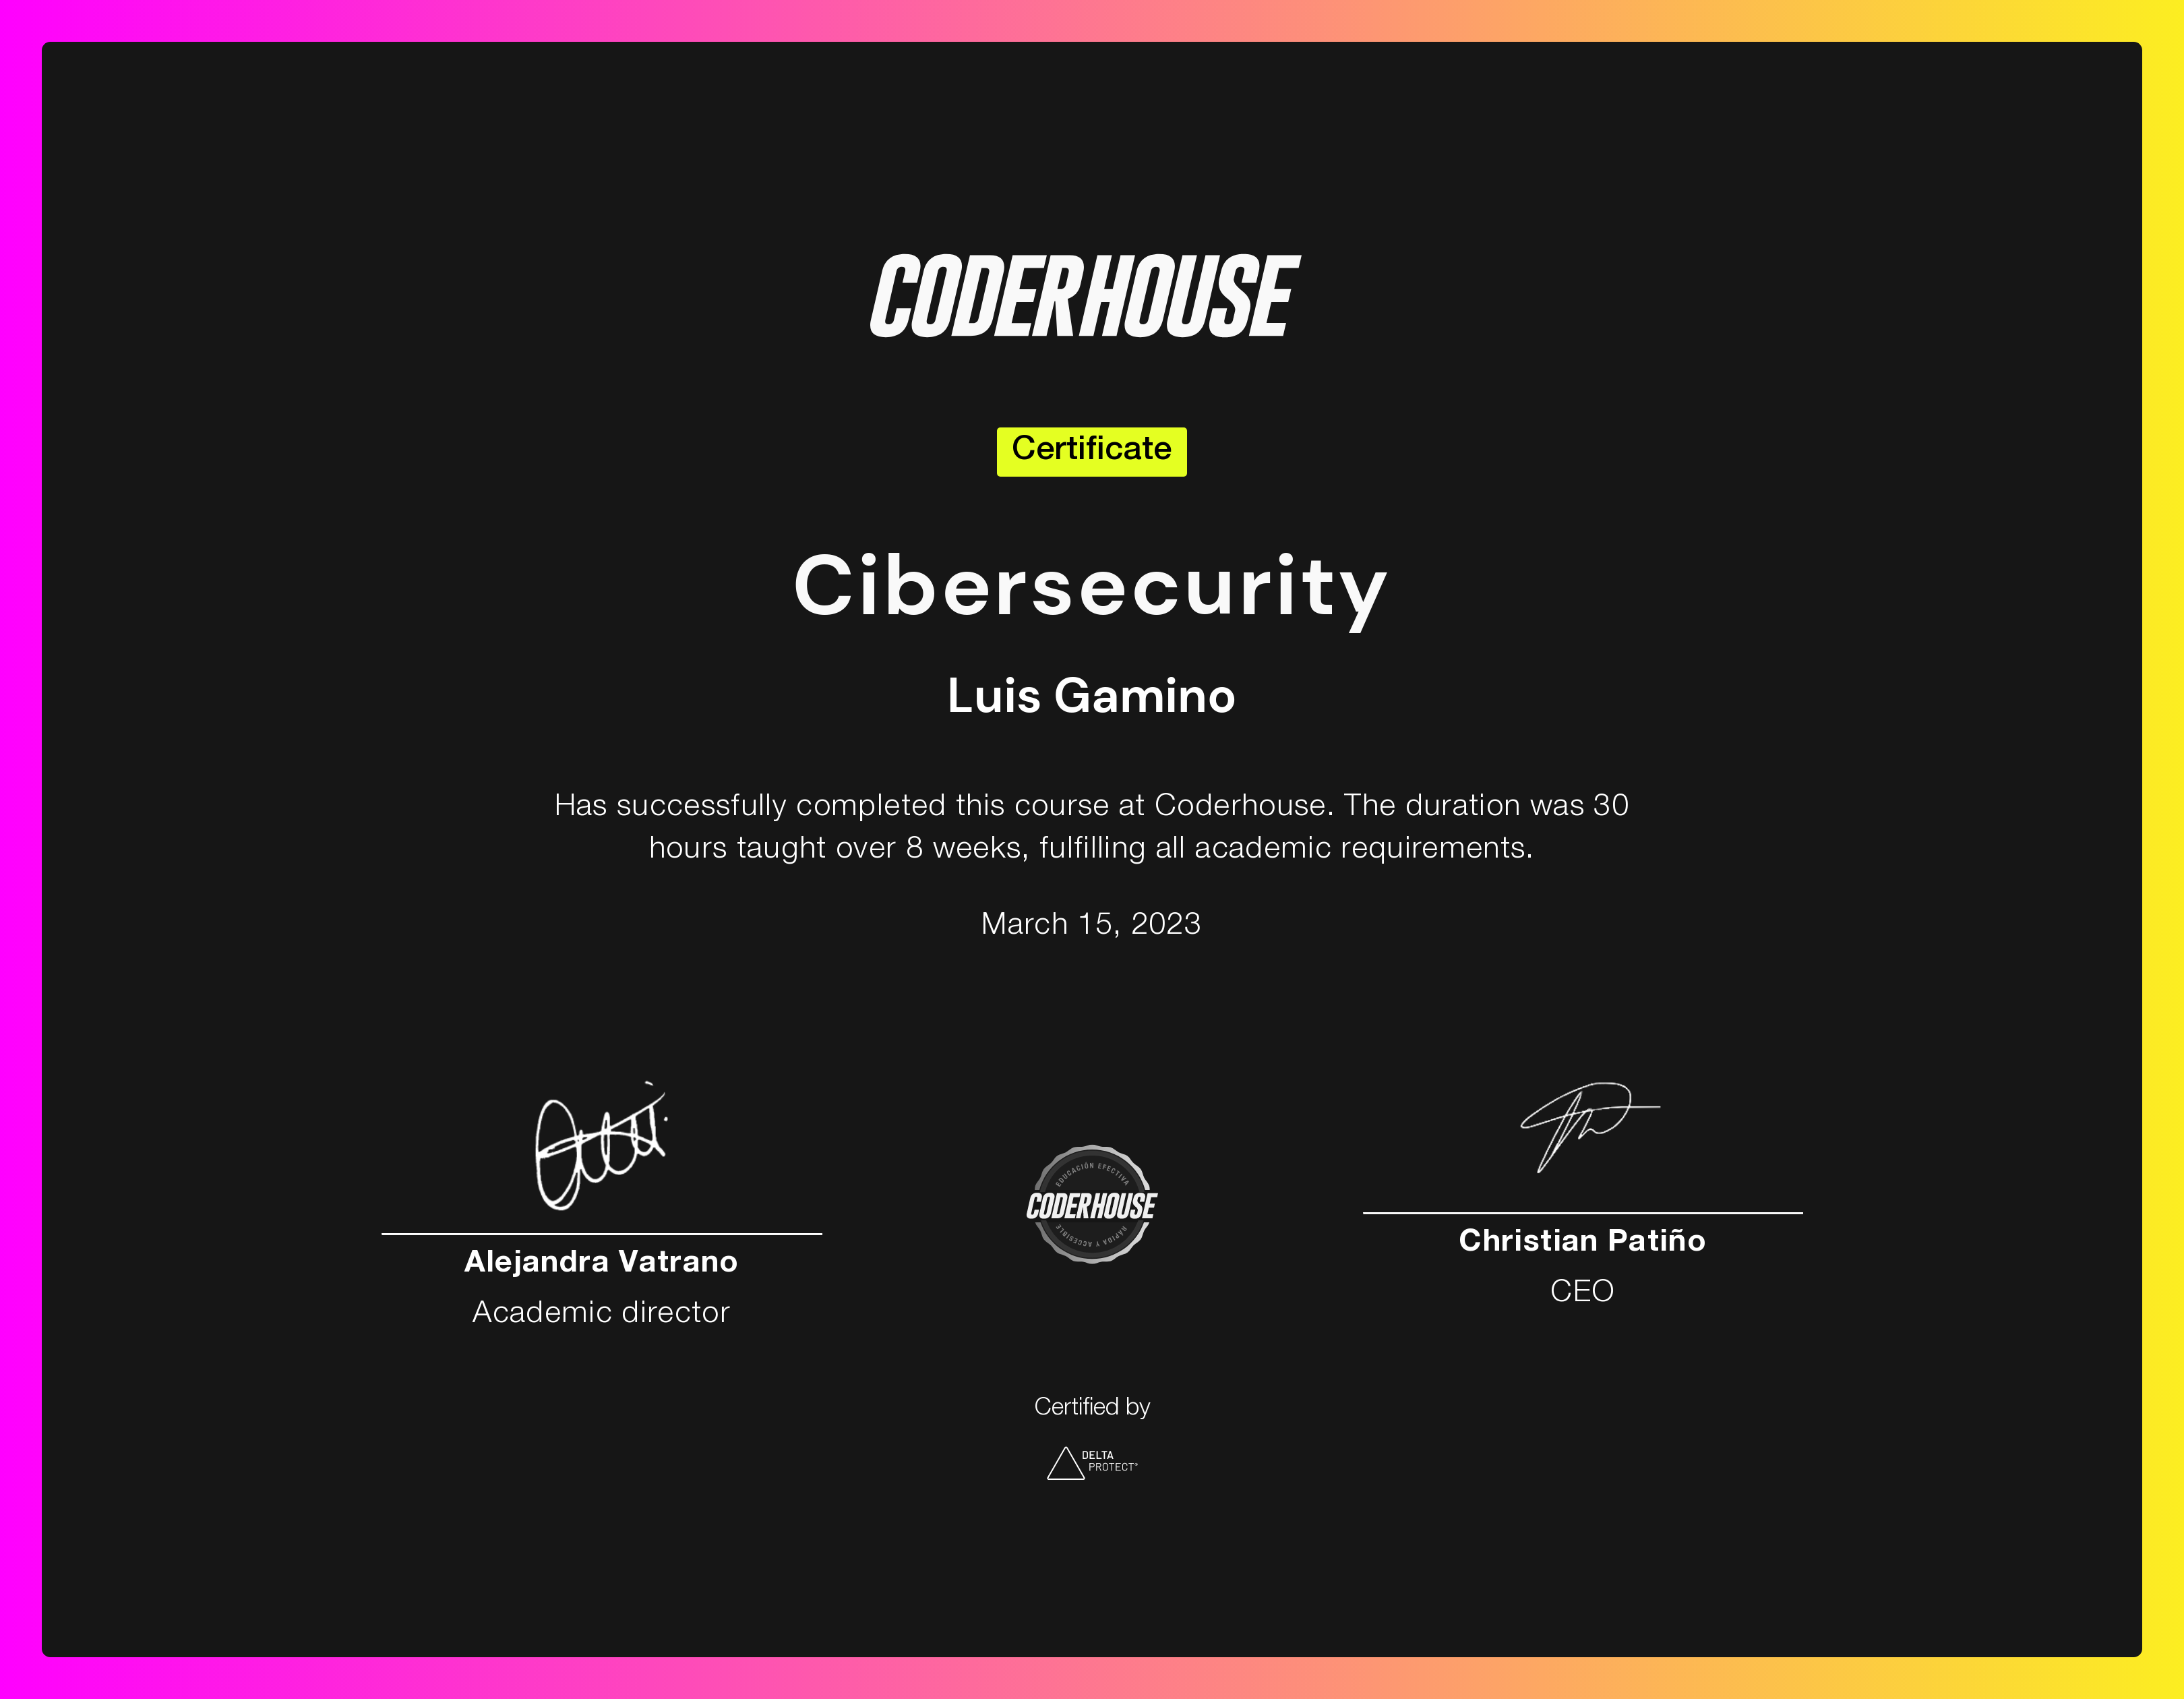 CODERHOUSE
Certificate
Cibersecurity
Luis Gamino
Has successfully completed this course at Coderhouse. The duration was 30
hours taught over 8 weeks, fulfilling all academic requirements.
March 15, 2023
Alejandra Vatrano
Academic director
EDUCACIÓN EFECTIVA
CODERHOUSE
RÁPIDA Y ACCESIBLE
Christian Patiño
CEO
Certified by
DELTA
PROTECT®